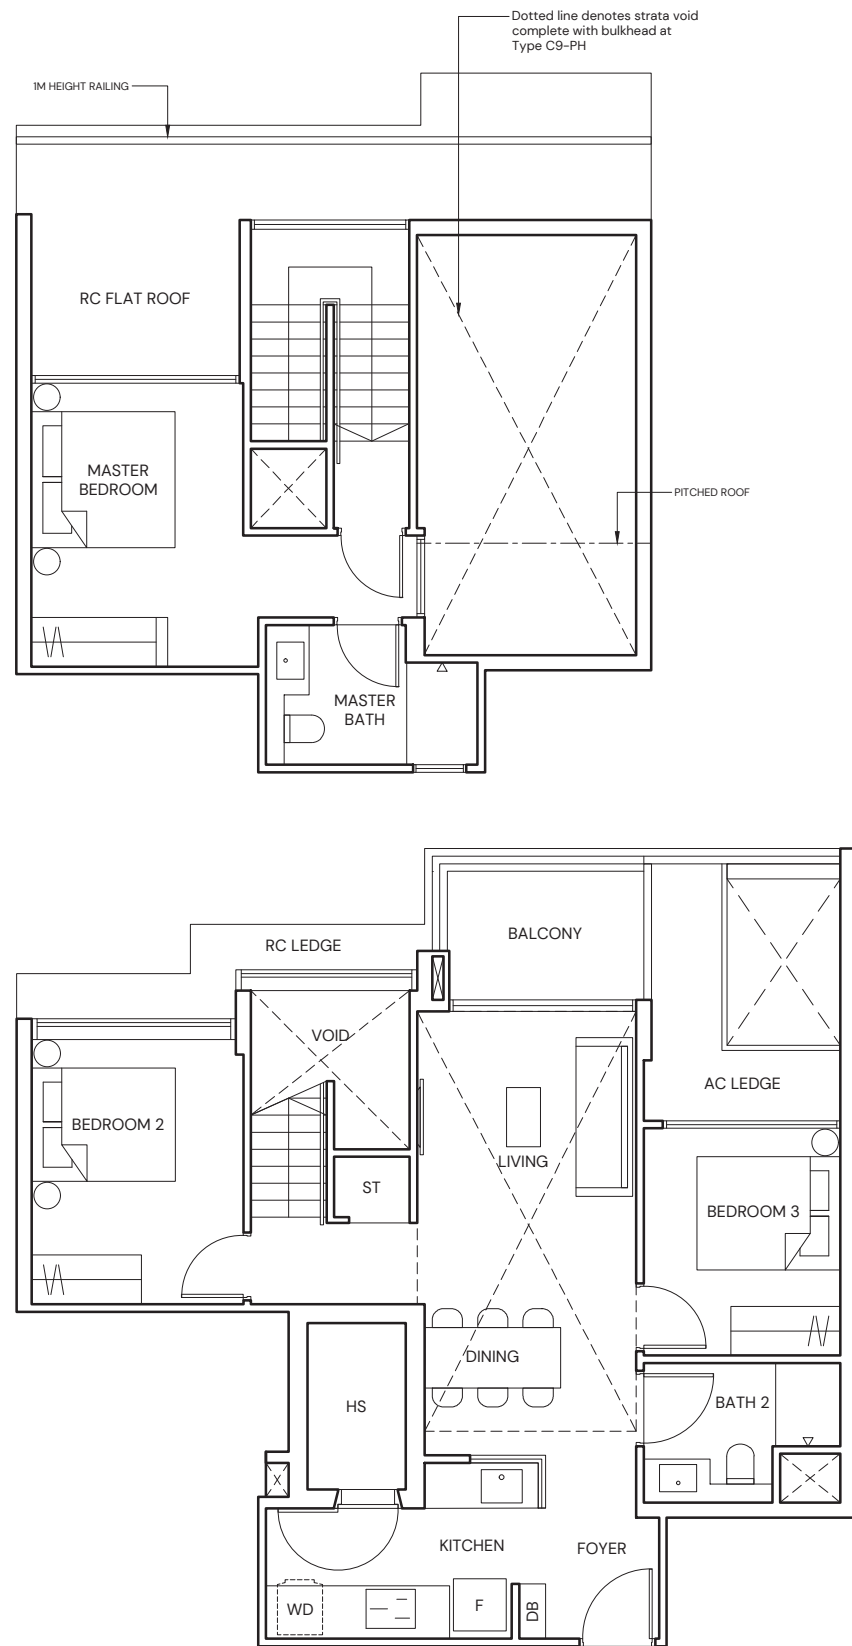 Dotted line denotes strata void
complete with bulkhead at
Type C9-PH
1M HEIGHT RAILING
RC FLAT ROOF
MASTER
BEDROOM
PITCHED ROOF
MASTER
BATH
BALCONY
RC LEDGE
VOID
AC LEDGE
BEDROOM 2
LIVING
ST
BEDROOM 3
DINING
BATH 2
HS
KITCHEN
FOYER
WD
F
DB